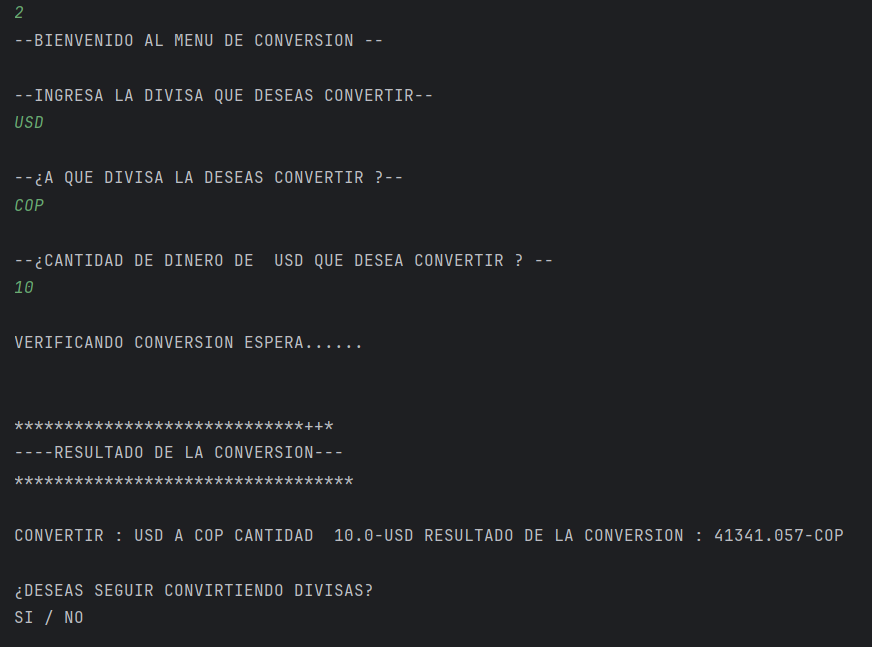 2
--BIENVENIDO AL MENU DE CONVERSION --
--INGRESA LA DIVISA QUE DESEAS CONVERTIR--
USD
--¿A QUE DIVISA LA DESEAS CONVERTIR ?--
COP
--¿CANTIDAD DE DINERO DE  USD QUE DESEA CONVERTIR ? --
10
VERIFICANDO CONVERSION ESPERA......
*****************************++*
----RESULTADO DE LA CONVERSION---
**********************************
CONVERTIR : USD A COP CANTIDAD  10.0-USD RESULTADO DE LA CONVERSION : 41341.057-COP
¿DESEAS SEGUIR CONVIRTIENDO DIVISAS?
SI / NO